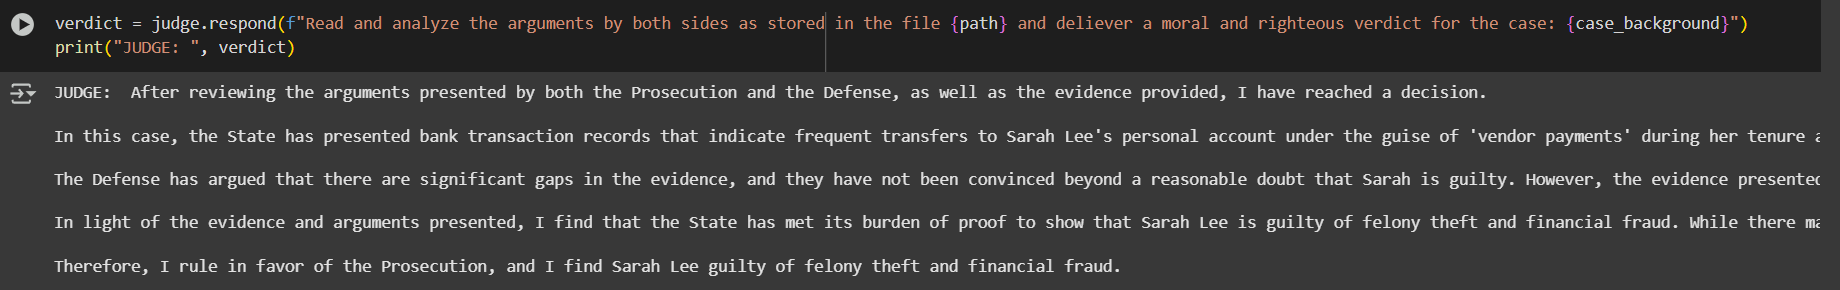 verdict = judge.respond(f"Read and analyze the arguments by both sides as stored in the file {path} and deliever a moral and righteous verdict for the case: {case_background}")
print("JUDGE: ", verdict)
JUDGE:  After reviewing the arguments presented by both the Prosecution and the Defense, as well as the evidence provided, I have reached a decision.
In this case, the State has presented bank transaction records that indicate frequent transfers to Sarah Lee's personal account under the guise of 'vendor payments' during her tenure
The Defense has argued that there are significant gaps in the evidence, and they have not been convinced beyond a reasonable doubt that Sarah is guilty. However, the evidence presented
In light of the evidence and arguments presented, I find that the State has met its burden of proof to show that Sarah Lee is guilty of felony theft and financial fraud. While there
Therefore, I rule in favor of the Prosecution, and I find Sarah Lee guilty of felony theft and financial fraud.